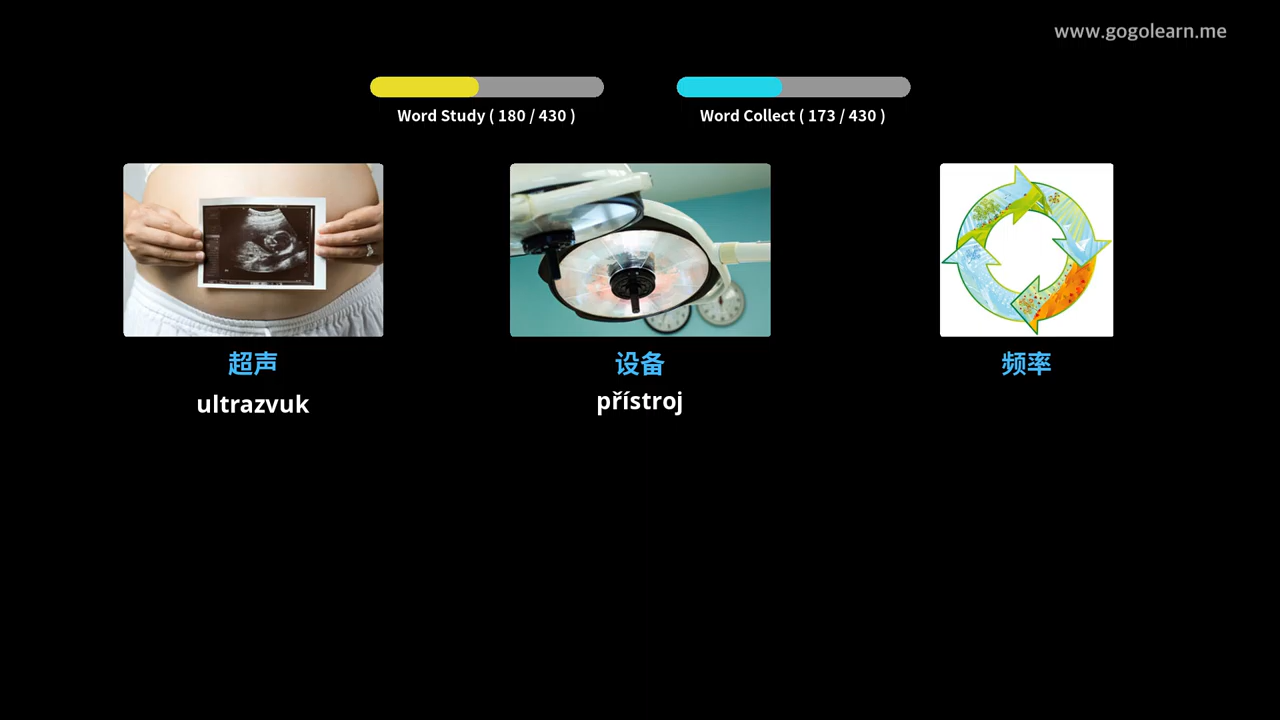 www.gogolearn.me
Word Study ( 180 / 430 )
Word Collect ( 173 / 430 )
超声
设备
频率
ultrazvuk
přístroj